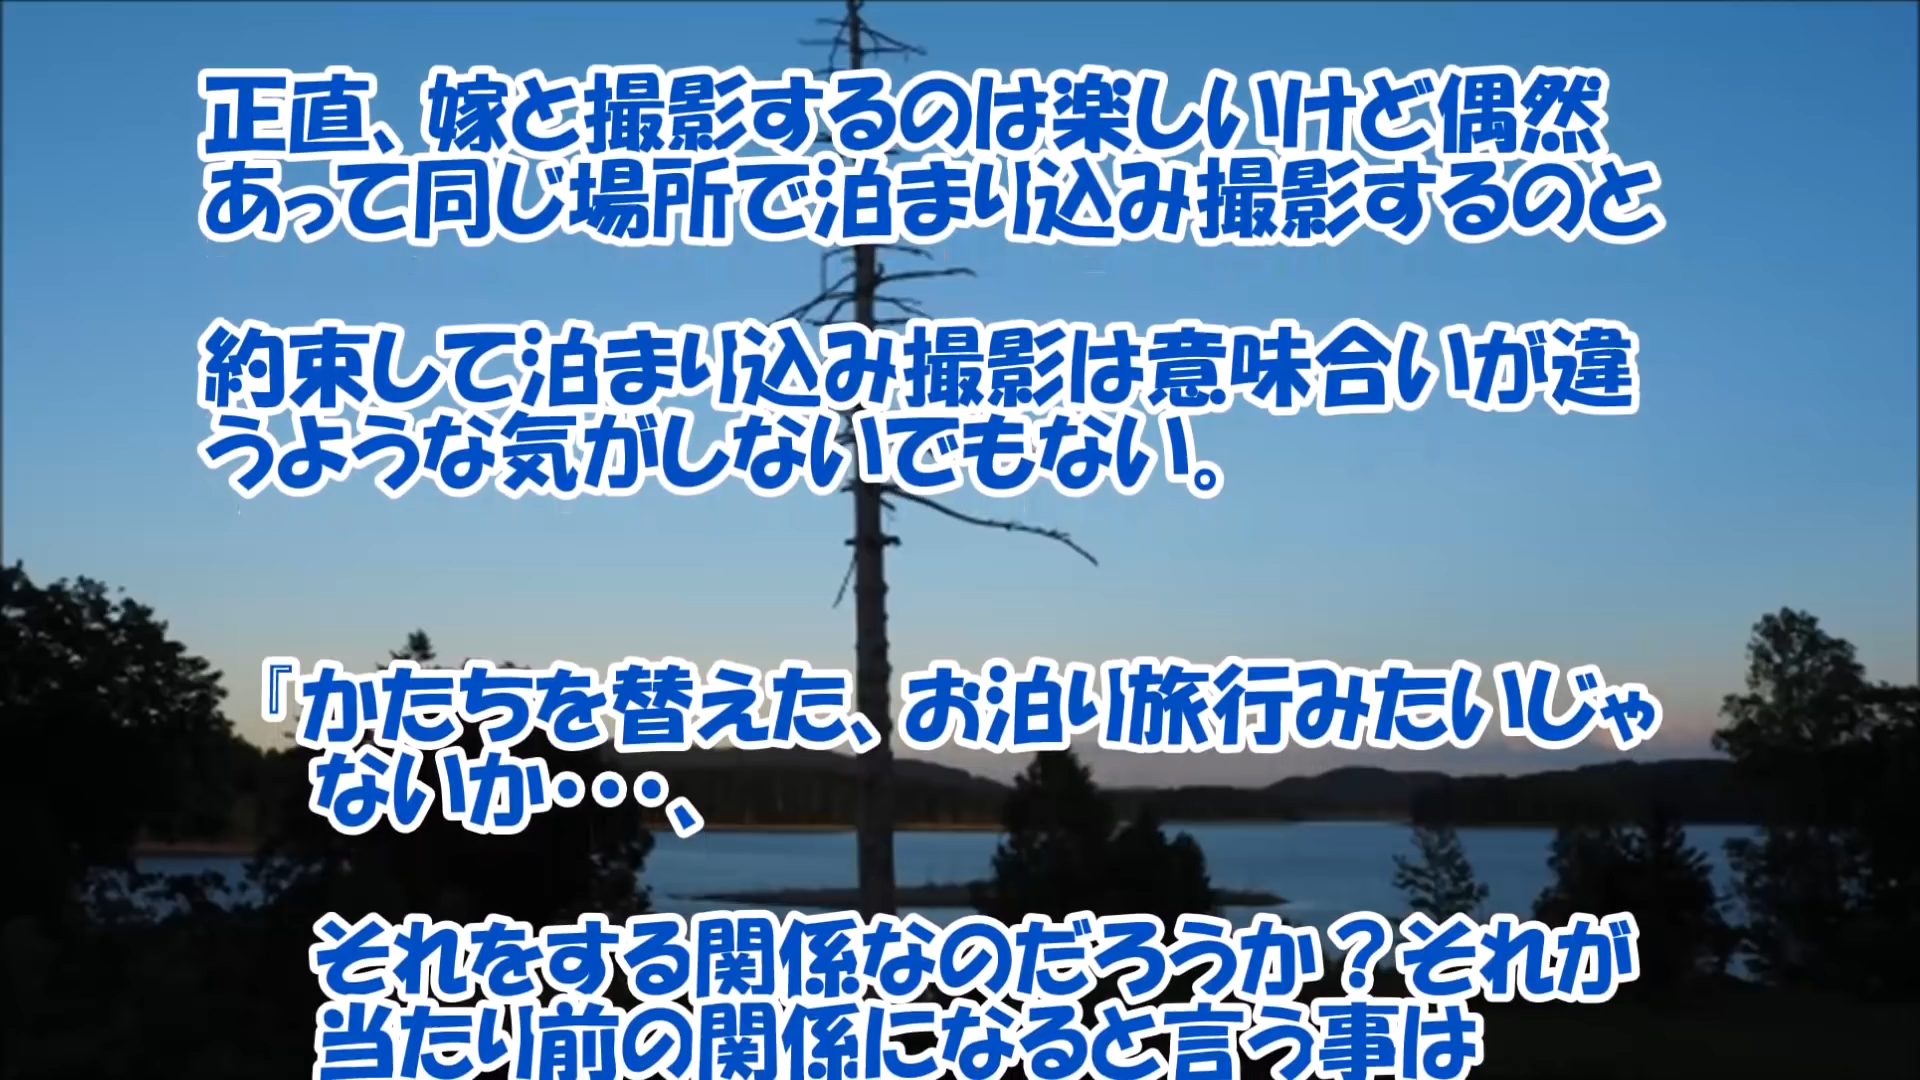 正直、嫁と撮影するのは楽しいけど偶然
あって同じ場所で泊まり込み撮影するのと
約束して泊まり込み撮影は意味合いが違
うような気がしないでもない。
『かたちを替えた、お泊り旅行みたいじゃ
ないか・・・、
それをする関係なのだろうか？それが
当たり前の関係になると言う事は